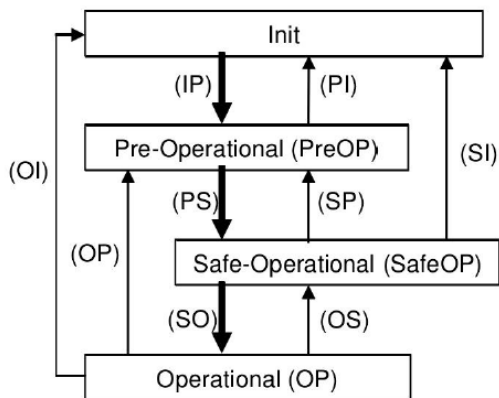 Init
(IP)
(PI)
Pre-Operational (PreOP)
(OI)
(SI)
(PS)
(SP)
(OP)
Safe-Operational (SafeOP)
(SO)
(OS)
Operational (OP)